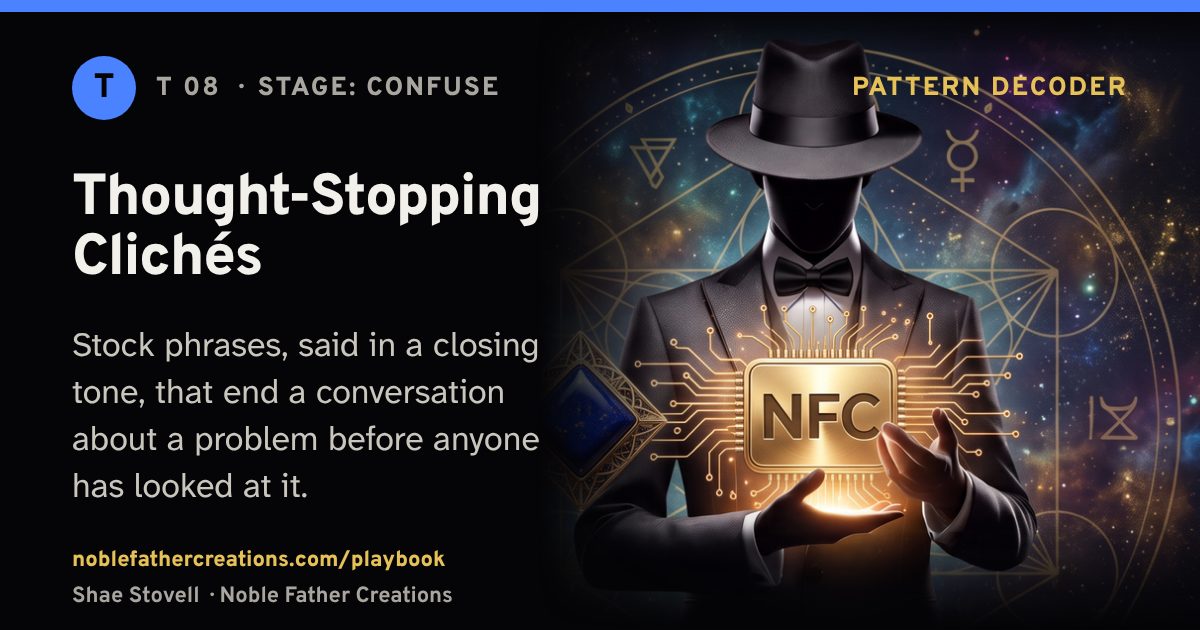 T
T 08 · STAGE: CONFUSE
PATTERN DECODER
Thought-Stopping
Clichés
Stock phrases, said in a closing
tone, that end a conversation
about a problem before anyone
has looked at it.
NFC
noblefathercreations.com/playbook
Shae Stovell · Noble Father Creations